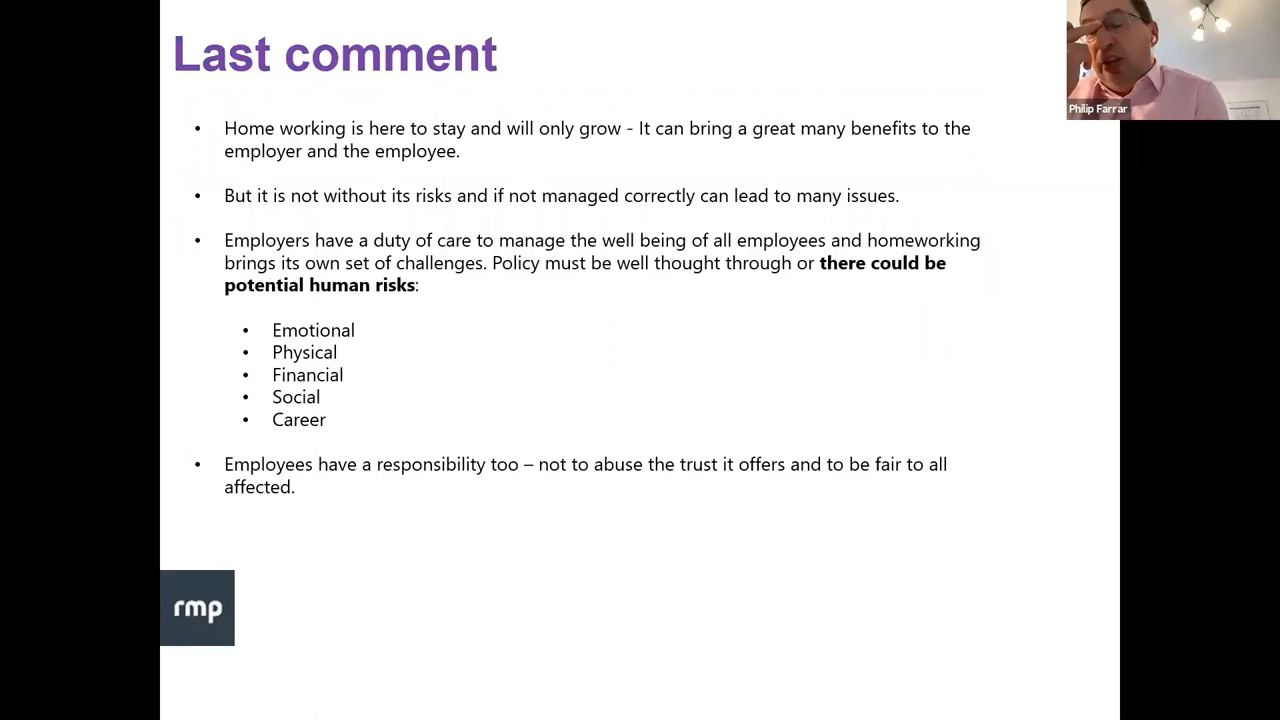 Last comment
Philip Farrar
• Home working is here to stay and will only grow - It can bring a great many benefits to the
employer and the employee.
• But it is not without its risks and if not managed correctly can lead to many issues.
• Employers have a duty of care to manage the well being of all employees and homeworking
brings its own set of challenges. Policy must be well thought through or there could be
potential human risks:
• Emotional
• Physical
• Financial
• Social
• Career
• Employees have a responsibility too – not to abuse the trust it offers and to be fair to all
affected.
rmp